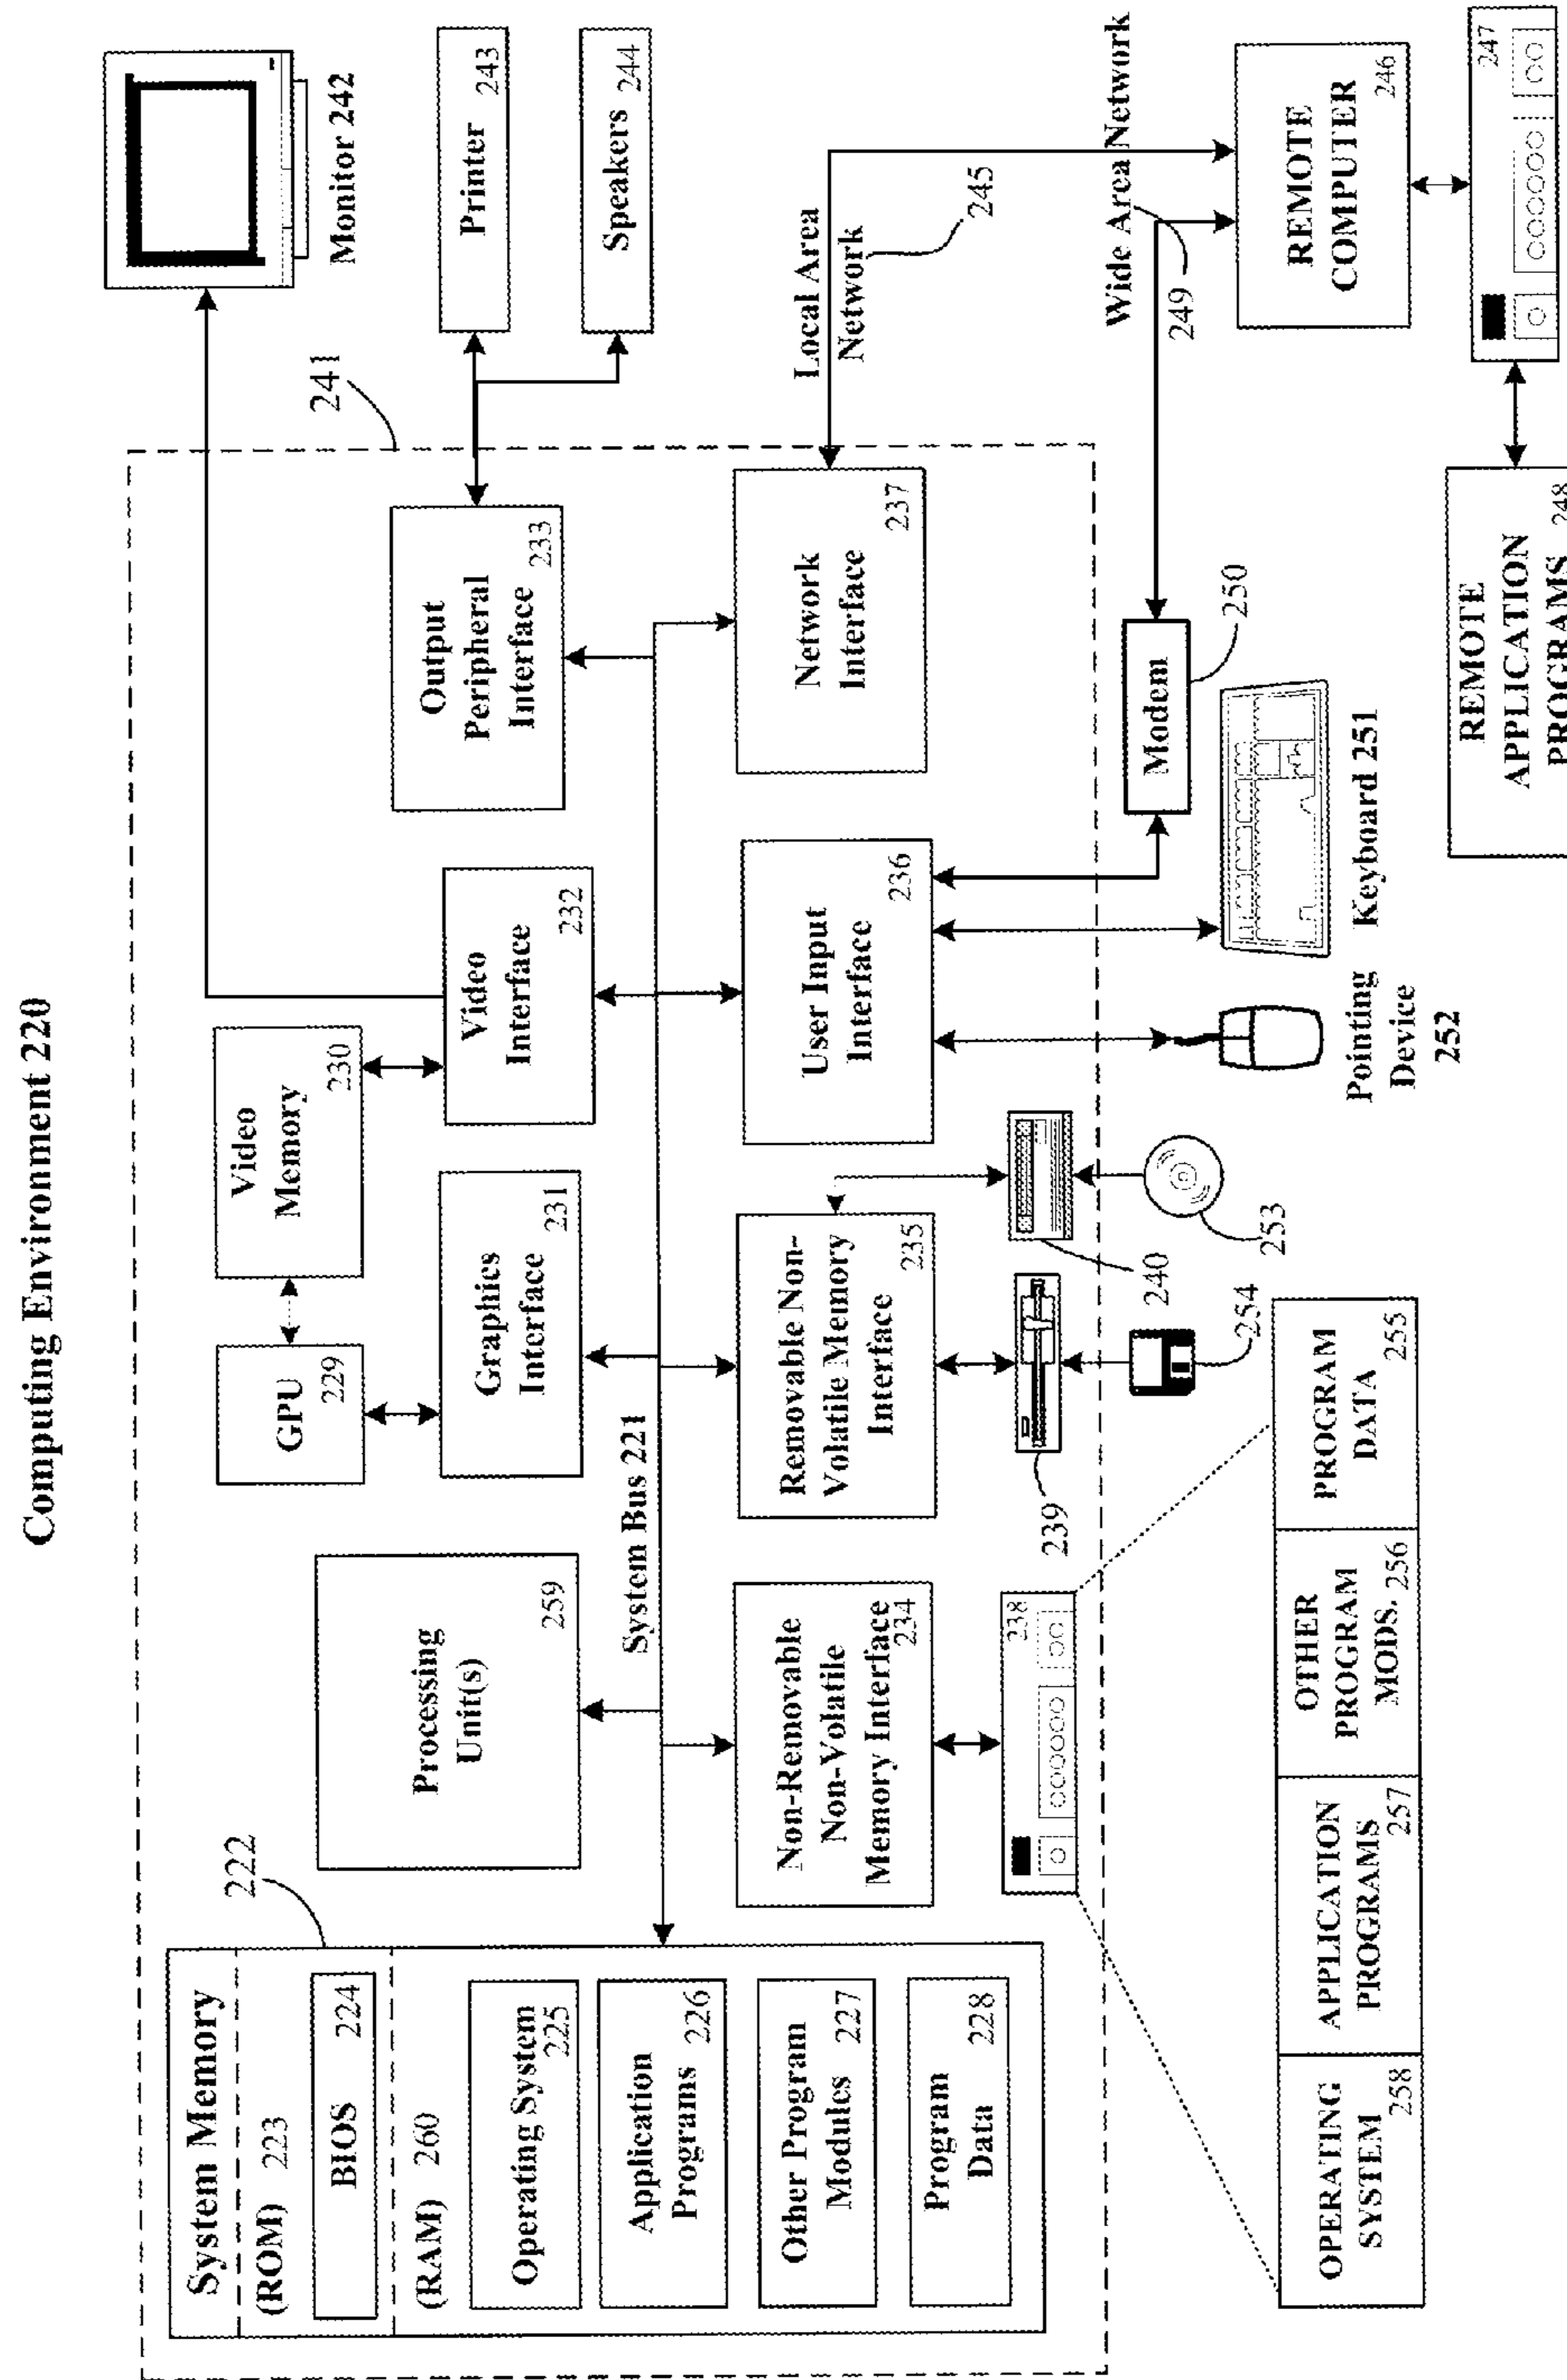 Computing Environment 220
222
System Memory
(ROM) 223
BIOS 224
(RAM) 260
Operating System
225
Application
Programs 226
Other Program
Modules 227
Program
Data 228
Processing
Unit(s)
259
System Bus 221
GPU
229
Video
Memory
230
Graphics
Interface
231
Video
Interface
232
Output
Peripheral
Interface
233
241
Non-Removable
Non-Volatile
Memory Interface
234
Removable Non-
Volatile Memory
Interface
235
User Input
Interface
236
Network
Interface
237
238
239
240
254
253
Monitor 242
Printer
243
Speakers
244
Local Area
Network
245
Wide Area Network
249
Modem
250
Pointing
Device
252
Keyboard 251
REMOTE
COMPUTER
246
247
REMOTE
APPLICATION
PROGRAMS 248
OPERATING
SYSTEM
258
APPLICATION
PROGRAMS
257
OTHER
PROGRAM
MODS. 256
PROGRAM
DATA
255